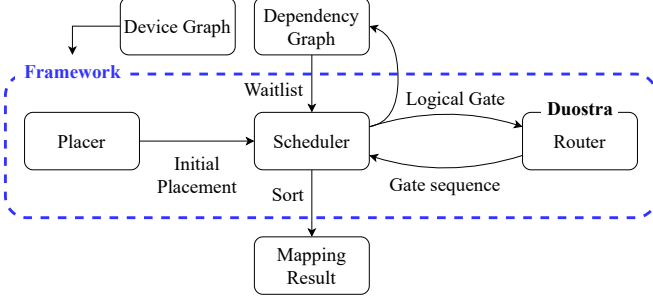 Device Graph
Dependency
Graph
Framework
Waitlist
Logical Gate
Duostra
Placer
Scheduler
Router
Initial
Placement
Gate sequence
Sort
Mapping
Result